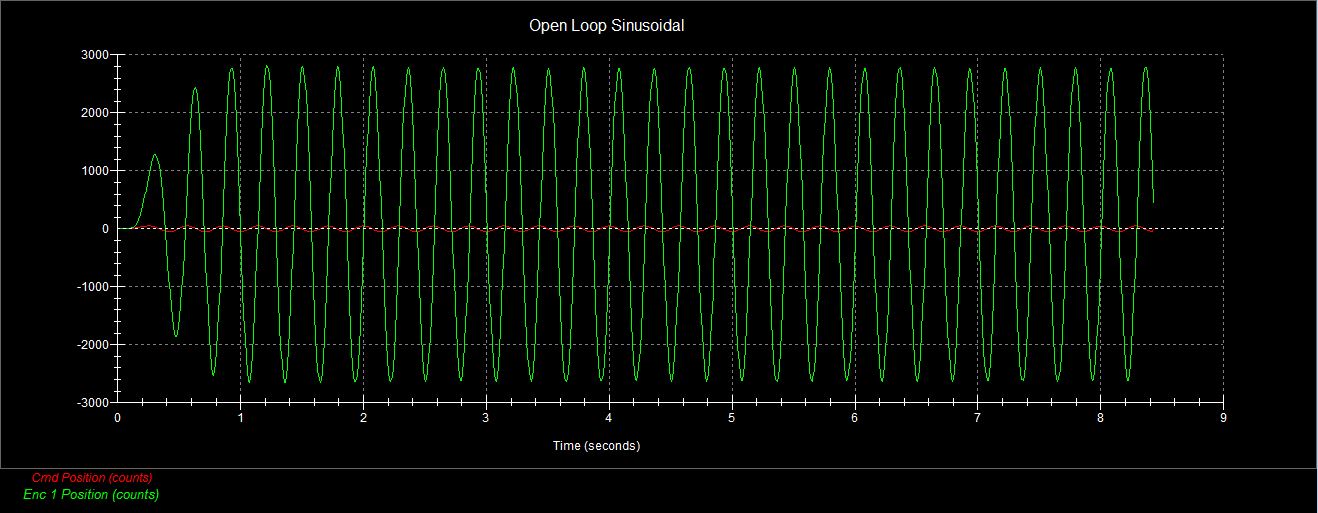 Open Loop Sinusoidal
3000
2000
1000
0
-1000
-2000
-3000
0 1 2 3 4 5 6 7 8 9
Time (seconds)
Cmd Position (counts)
Enc 1 Position (counts)